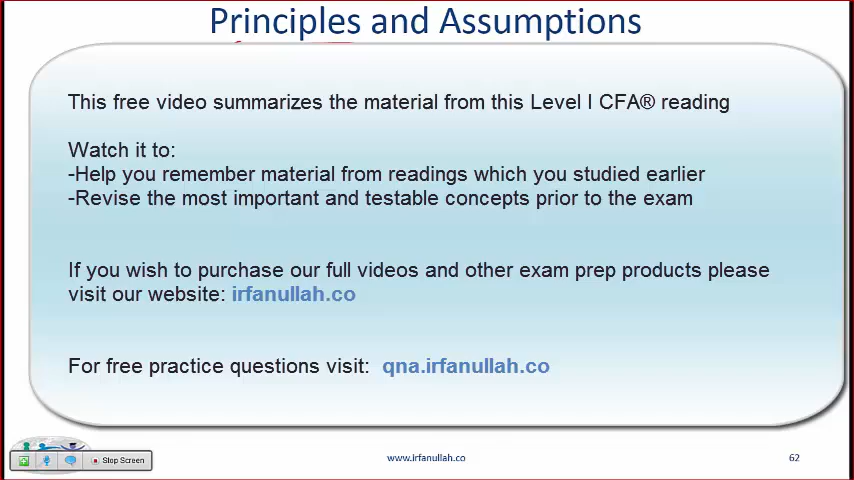 Principles and Assumptions
This free video summarizes the material from this Level I CFA® reading
Watch it to:
-Help you remember material from readings which you studied earlier
-Revise the most important and testable concepts prior to the exam
If you wish to purchase our full videos and other exam prep products please
visit our website: irfanullah.co
For free practice questions visit: qna.irfanullah.co
Stop Screen
www.irfanullah.co
62